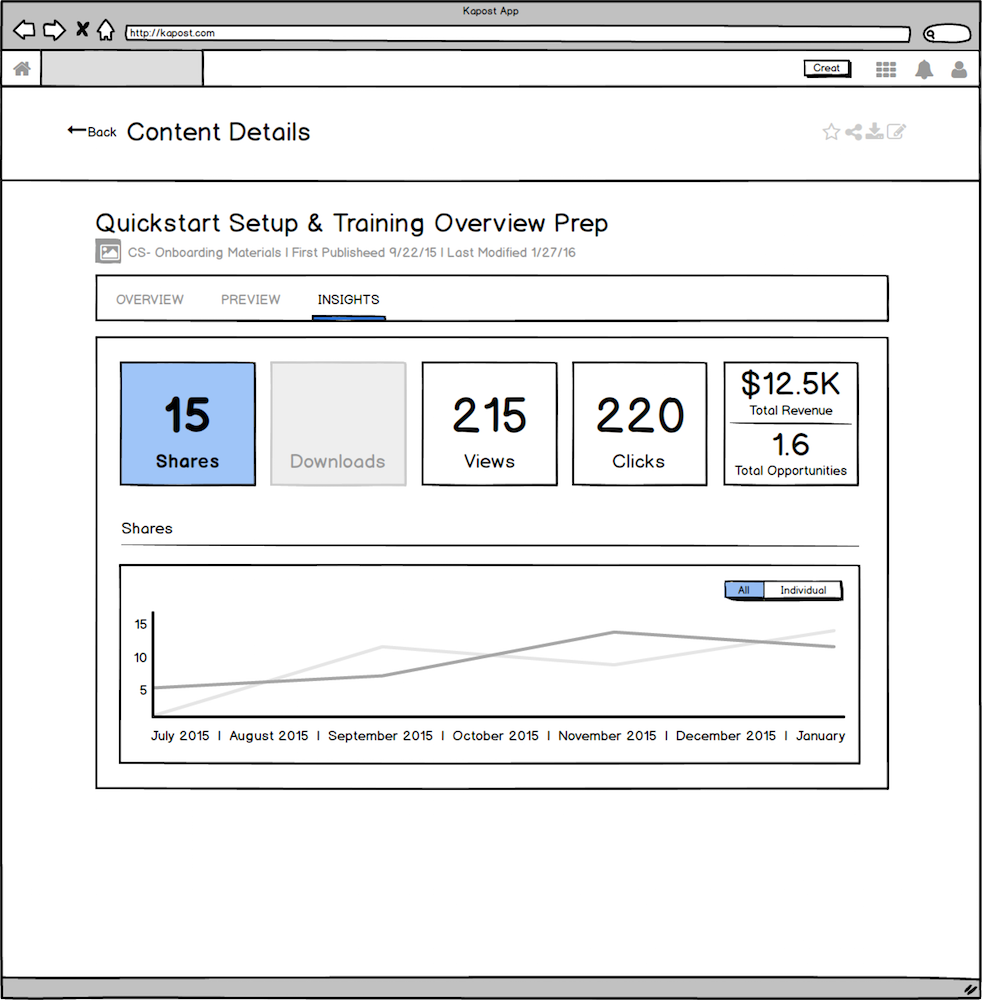 Kapost App
http://kapost.com
Creat
Back Content Details
Quickstart Setup & Training Overview Prep
CS- Onboarding Materials | First Publisheed 9/22/15 | Last Modified 1/27/16
OVERVIEW PREVIEW INSIGHTS
15
Shares
Downloads
215
Views
220
Clicks
$12.5K
Total Revenue
1.6
Total Opportunities
Shares
All Individual
15
10
5
July 2015 | August 2015 | September 2015 | October 2015 | November 2015 | December 2015 | January